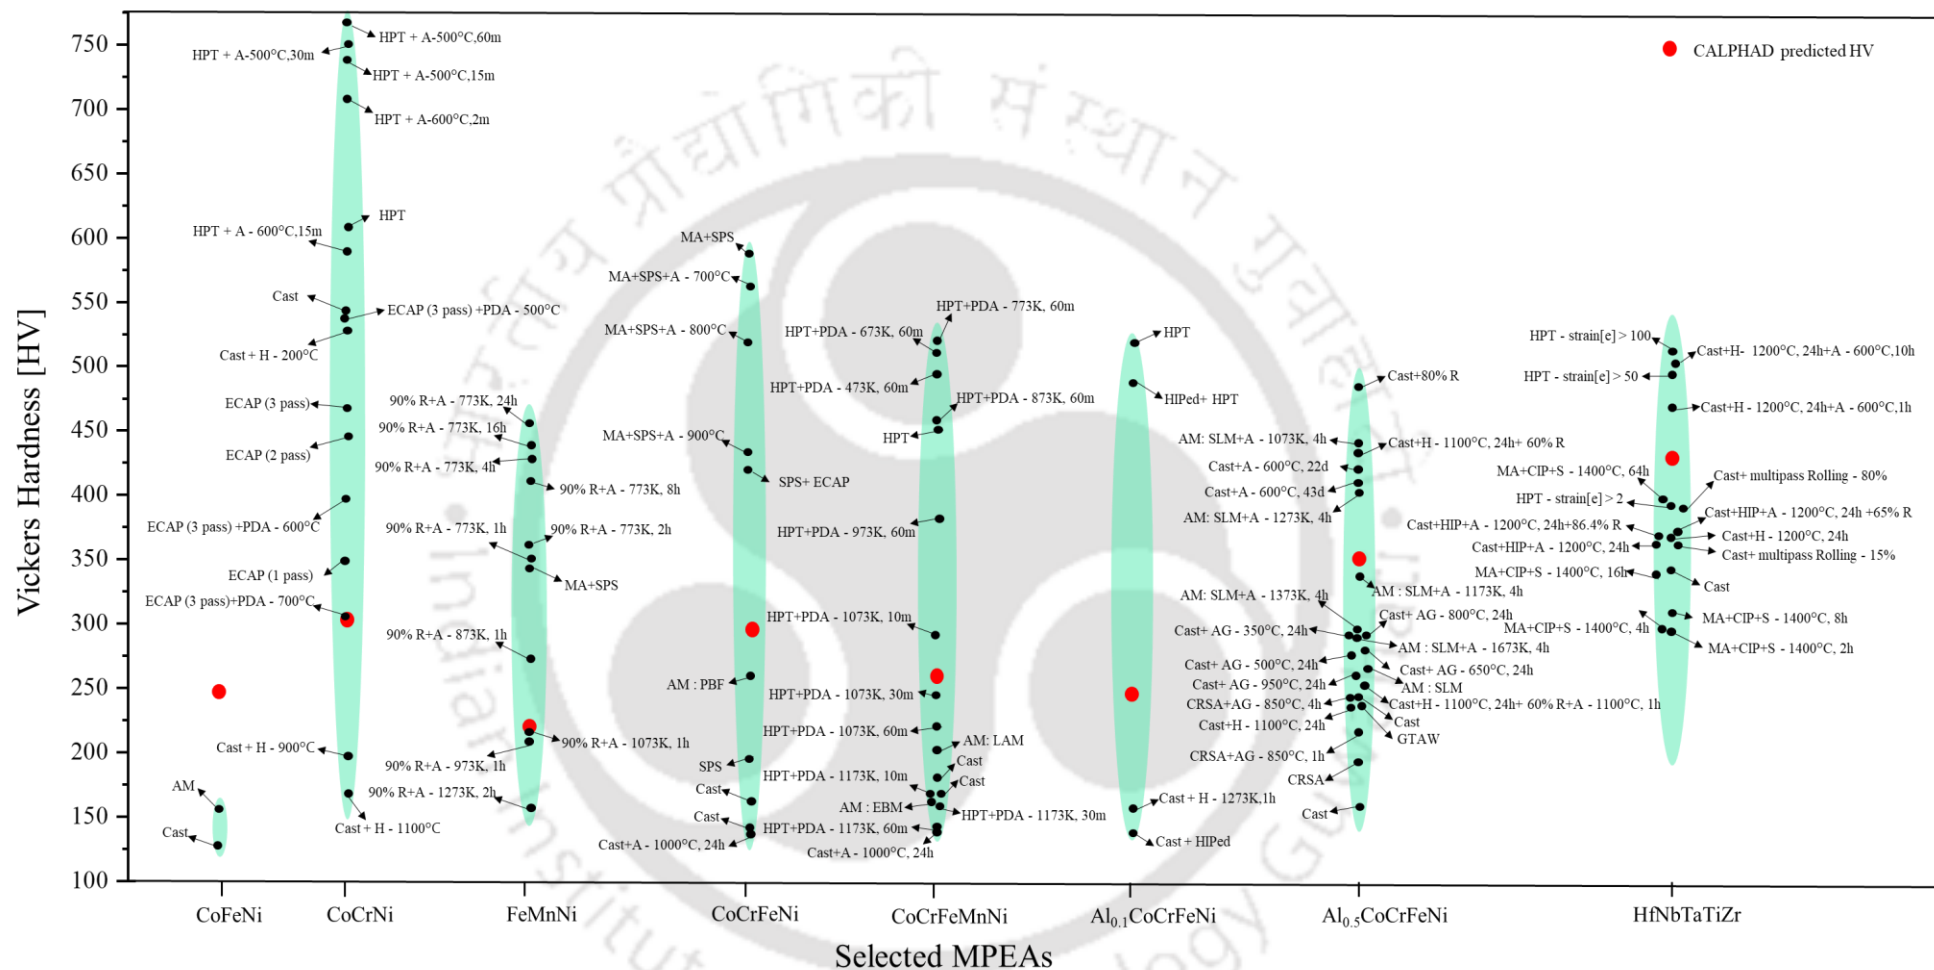 CALPHAD predicted HV
Vickers Hardness [HV]
750
700
650
600
550
500
450
400
350
300
250
200
150
100
AM
Cast
HPT + A-500°C,60m
HPT + A-500°C,30m
HPT + A-500°C,15m
HPT + A-600°C,2m
HPT
HPT + A - 600°C,15m
Cast
ECAP (3 pass) +PDA - 500°C
Cast + H - 200°C
ECAP (3 pass)
ECAP (2 pass)
ECAP (3 pass) +PDA - 600°C
ECAP (1 pass)
ECAP (3 pass)+PDA - 700°C
Cast + H - 900°C
Cast + H - 1100°C
90% R+A - 773K, 24h
90% R+A - 773K, 16h
90% R+A - 773K, 4h
90% R+A - 773K, 8h
90% R+A - 773K, 1h
90% R+A - 773K, 2h
MA+SPS
90% R+A - 873K, 1h
90% R+A - 1073K, 1h
90% R+A - 973K, 1h
90% R+A - 1273K, 2h
MA+SPS
MA+SPS+A - 700°C
MA+SPS+A - 800°C
MA+SPS+A - 900°C
SPS+ ECAP
AM : PBF
SPS
Cast
Cast
Cast+A - 1000°C, 24h
HPT+PDA - 773K, 60m
HPT+PDA - 673K, 60m
HPT+PDA - 473K, 60m
HPT+PDA - 873K, 60m
HPT
HPT+PDA - 973K, 60m
HPT+PDA - 1073K, 10m
HPT+PDA - 1073K, 30m
HPT+PDA - 1073K, 60m
AM: LAM
Cast
HPT+PDA - 1173K, 10m
Cast
AM : EBM
HPT+PDA - 1173K, 30m
HPT+PDA - 1173K, 60m
Cast+A - 1000°C, 24h
HPT
HIPed+ HPT
Cast + H - 1273K,1h
Cast + HIPed
Cast+80% R
AM: SLM+A - 1073K, 4h
Cast+H - 1100°C, 24h+ 60% R
Cast+A - 600°C, 22d
Cast+A - 600°C, 43d
AM: SLM+A - 1273K, 4h
AM : SLM+A - 1173K, 4h
AM: SLM+A - 1373K, 4h
Cast+ AG - 800°C, 24h
Cast+ AG - 350°C, 24h
AM : SLM+A - 1673K, 4h
Cast+ AG - 500°C, 24h
Cast+ AG - 650°C, 24h
Cast+ AG - 950°C, 24h
AM : SLM
CRSA+AG - 850°C, 4h
Cast+H - 1100°C, 24h+ 60% R+A - 1100°C, 1h
Cast+H - 1100°C, 24h
Cast
GTAW
CRSA+AG - 850°C, 1h
CRSA
Cast
HPT - strain[e] > 100
Cast+H- 1200°C, 24h+A - 600°C,10h
HPT - strain[e] > 50
Cast+H - 1200°C, 24h+A - 600°C,1h
MA+CIP+S - 1400°C, 64h
Cast+ multipass Rolling - 80%
HPT - strain[e] > 2
Cast+HIP+A - 1200°C, 24h +65% R
Cast+HIP+A - 1200°C, 24h+86.4% R
Cast+H - 1200°C, 24h
Cast+HIP+A - 1200°C, 24h
Cast+ multipass Rolling - 15%
MA+CIP+S - 1400°C, 16h
Cast
MA+CIP+S - 1400°C, 8h
MA+CIP+S - 1400°C, 4h
MA+CIP+S - 1400°C, 2h
CoFeNi
CoCrNi
FeMnNi
CoCrFeNi
CoCrFeMnNi
Al0.1CoCrFeNi
Al0.5CoCrFeNi
HfNbTaTiZr
Selected MPEAs